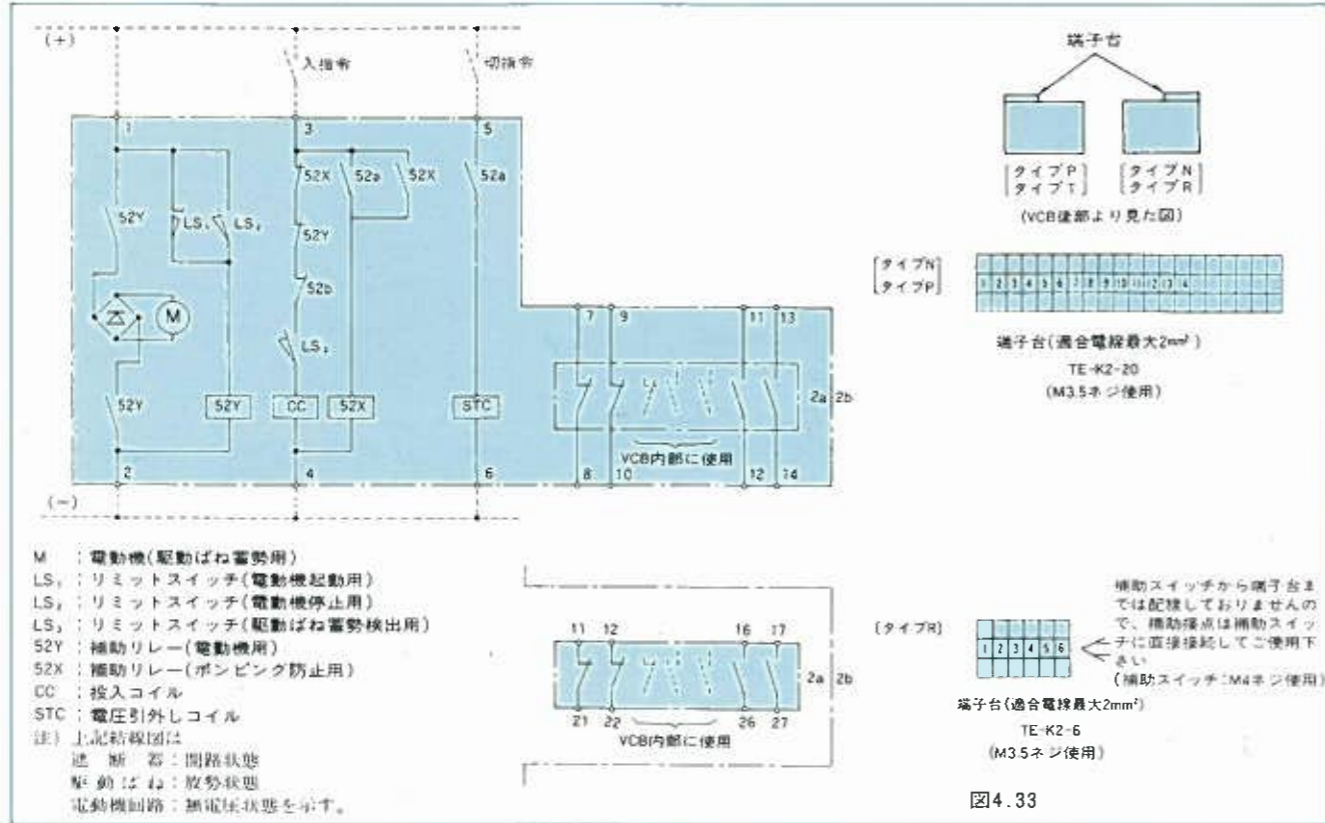 (+)
入指令
切指令
1
3
5
52X
52a
52X
52a
52Y
LS₁
LS₂
52Y
52b
M
LS₃
52Y
52Y
CC
52X
STC
7
9
11
13
2a
2b
VCB内部に使用
8
10
12
14
2
4
6
(−)
端子台
[タイプP
タイプT]
[タイプN
タイプR]
(VCB後部より見た図)
[タイプN
タイプP]
1 2 3 4 5 6 7 8 9 10 11 12 13 4
端子台(適合電線最大2mm²)
TE-K2-20
(M3.5ネジ使用)
M : 電動機(駆動ばね蓄勢用)
LS₁ : リミットスイッチ(電動機起動用)
LS₂ : リミットスイッチ(電動機停止用)
LS₃ : リミットスイッチ(駆動ばね蓄勢検出用)
52Y : 補助リレー(電動機用)
52X : 補助リレー(ポンピング防止用)
CC : 投入コイル
STC : 電圧引外しコイル
注) 上記結線図は
遮断器 : 開路状態
駆動ばね : 放勢状態
電動機回路 : 無電圧状態を示す。
11
12
16
17
2a
2b
21
22
26
27
VCB内部に使用
[タイプR]
1 2 3 4 5 6
補助スイッチから端子台ま
では配線しておりませんの
で、補助接点は補助スイッ
チに直接接続してご使用下
さい
(補助スイッチ:M4ネジ使用)
端子台(適合電線最大2mm²)
TE-K2-6
(M3.5ネジ使用)
図4.33